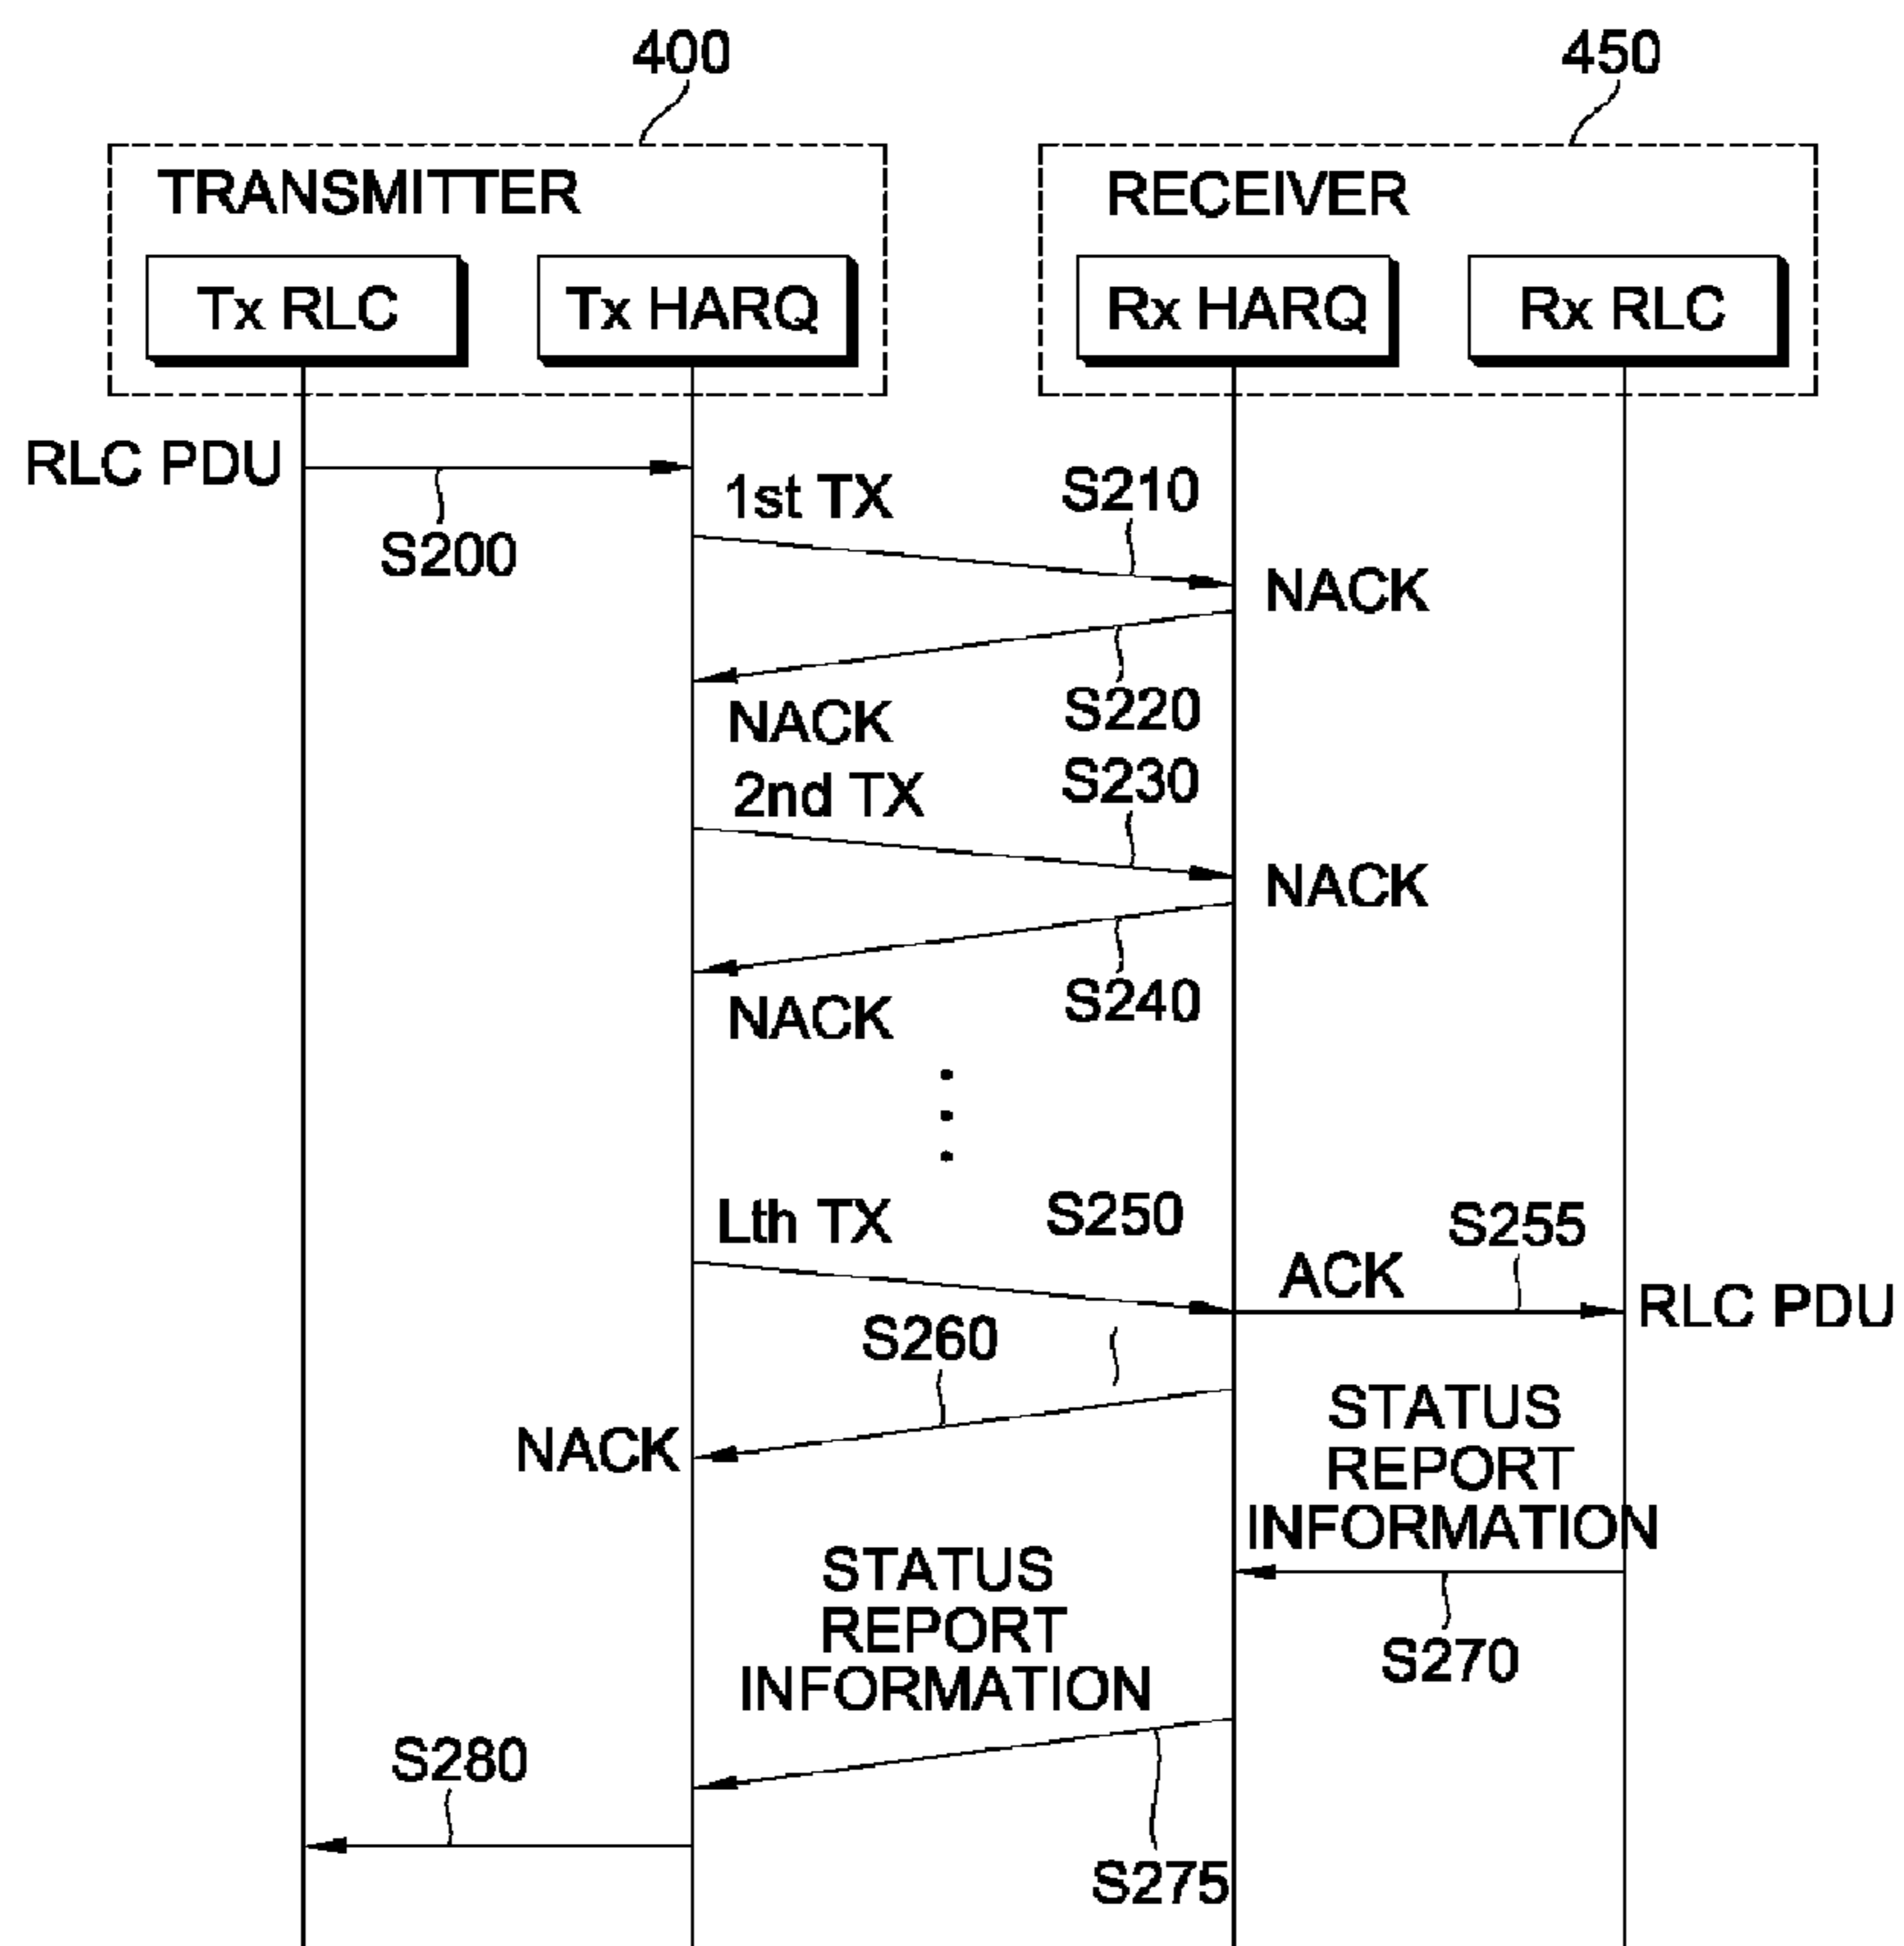 400
450
TRANSMITTER
RECEIVER
Tx RLC
Tx HARQ
Rx HARQ
Rx RLC
RLC PDU
S200
1st TX
S210
NACK
S220
NACK
2nd TX
S230
NACK
S240
NACK
Lth TX
S250
ACK
S255
RLC PDU
S260
NACK
STATUS
REPORT
INFORMATION
S270
STATUS
REPORT
INFORMATION
S275
S280